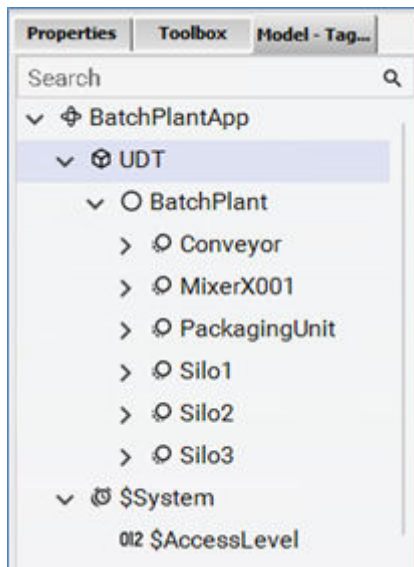 Properties Toolbox Model - Tag...
Search
BatchPlantApp
UDT
BatchPlant
Conveyor
MixerX001
PackagingUnit
Silo1
Silo2
Silo3
$System
012 $AccessLevel